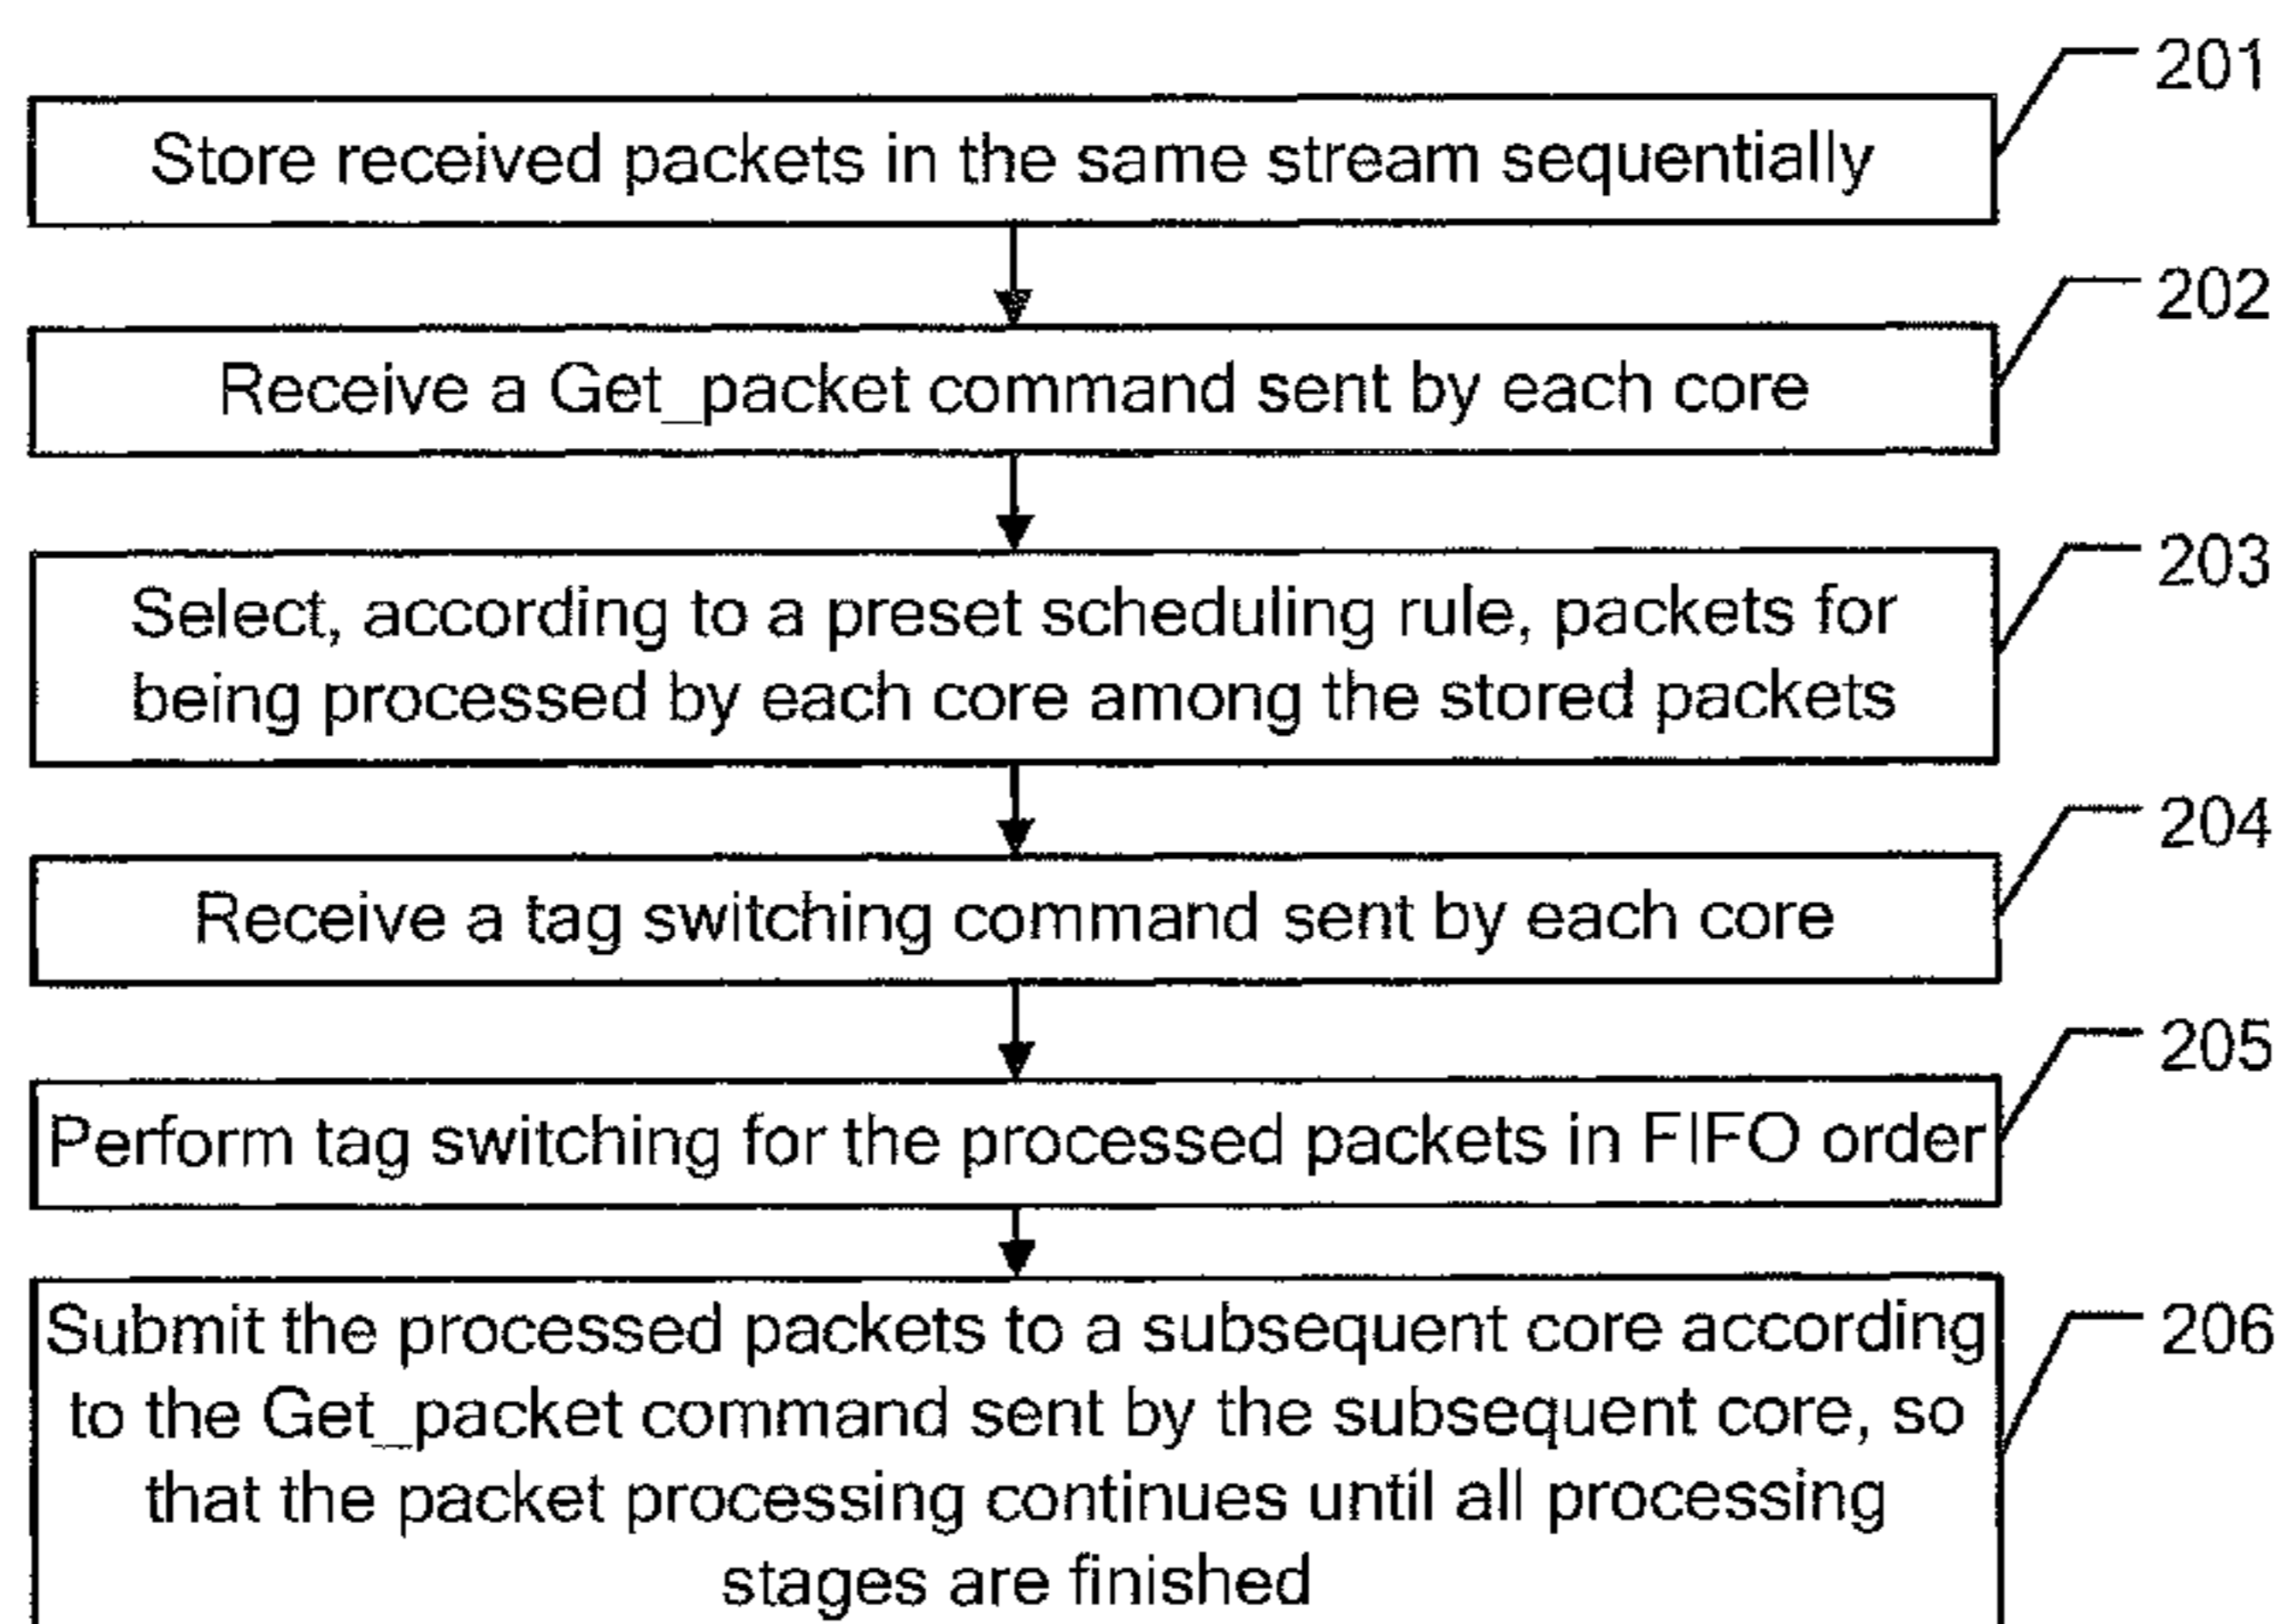 201
Store received packets in the same stream sequentially
202
Receive a Get_packet command sent by each core
203
Select, according to a preset scheduling rule, packets for
being processed by each core among the stored packets
204
Receive a tag switching command sent by each core
205
Perform tag switching for the processed packets in FIFO order
206
Submit the processed packets to a subsequent core according
to the Get_packet command sent by the subsequent core, so
that the packet processing continues until all processing
stages are finished